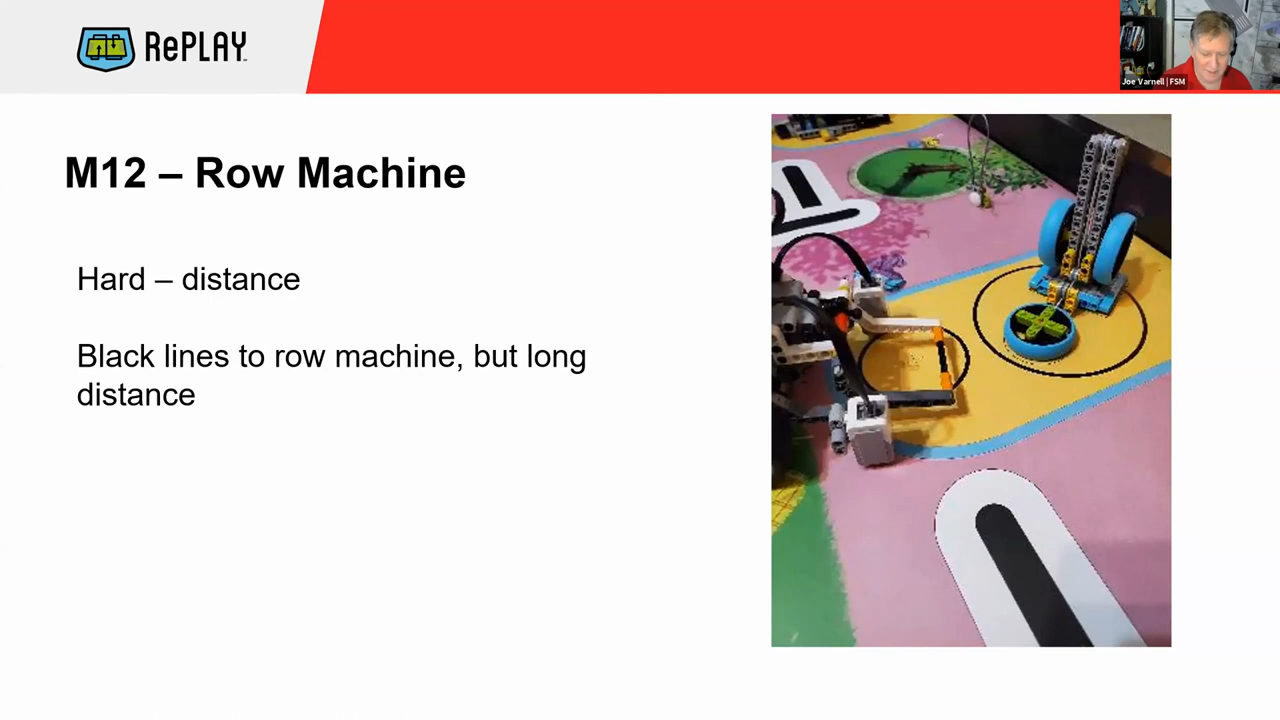 RePLAY
Joe Varnell | FSM
M12 – Row Machine
Hard – distance
Black lines to row machine, but long
distance